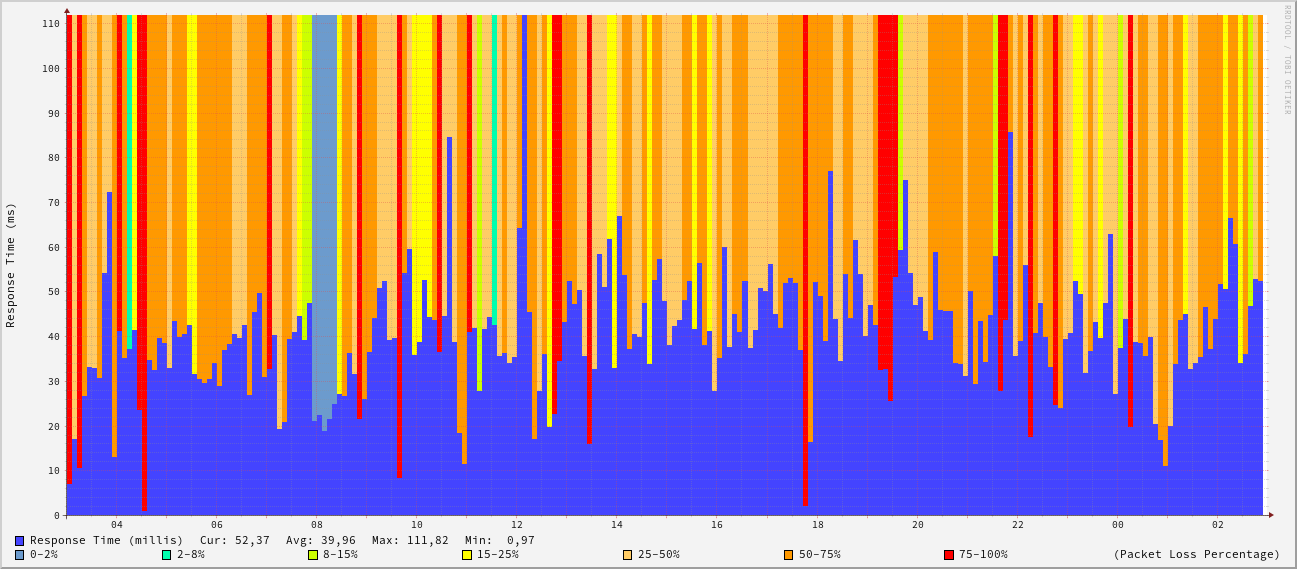 RRDTOOL / TOBI OETIKER
Response Time (ms)
110
100
90
80
70
60
50
40
30
20
10
0
04 06 08 10 12 14 16 18 20 22 00 02
Response Time (millis) Cur: 52,37 Avg: 39,96 Max: 111,82 Min: 0,97
0-2% 2-8% 8-15% 15-25% 25-50% 50-75% 75-100% (Packet Loss Percentage)